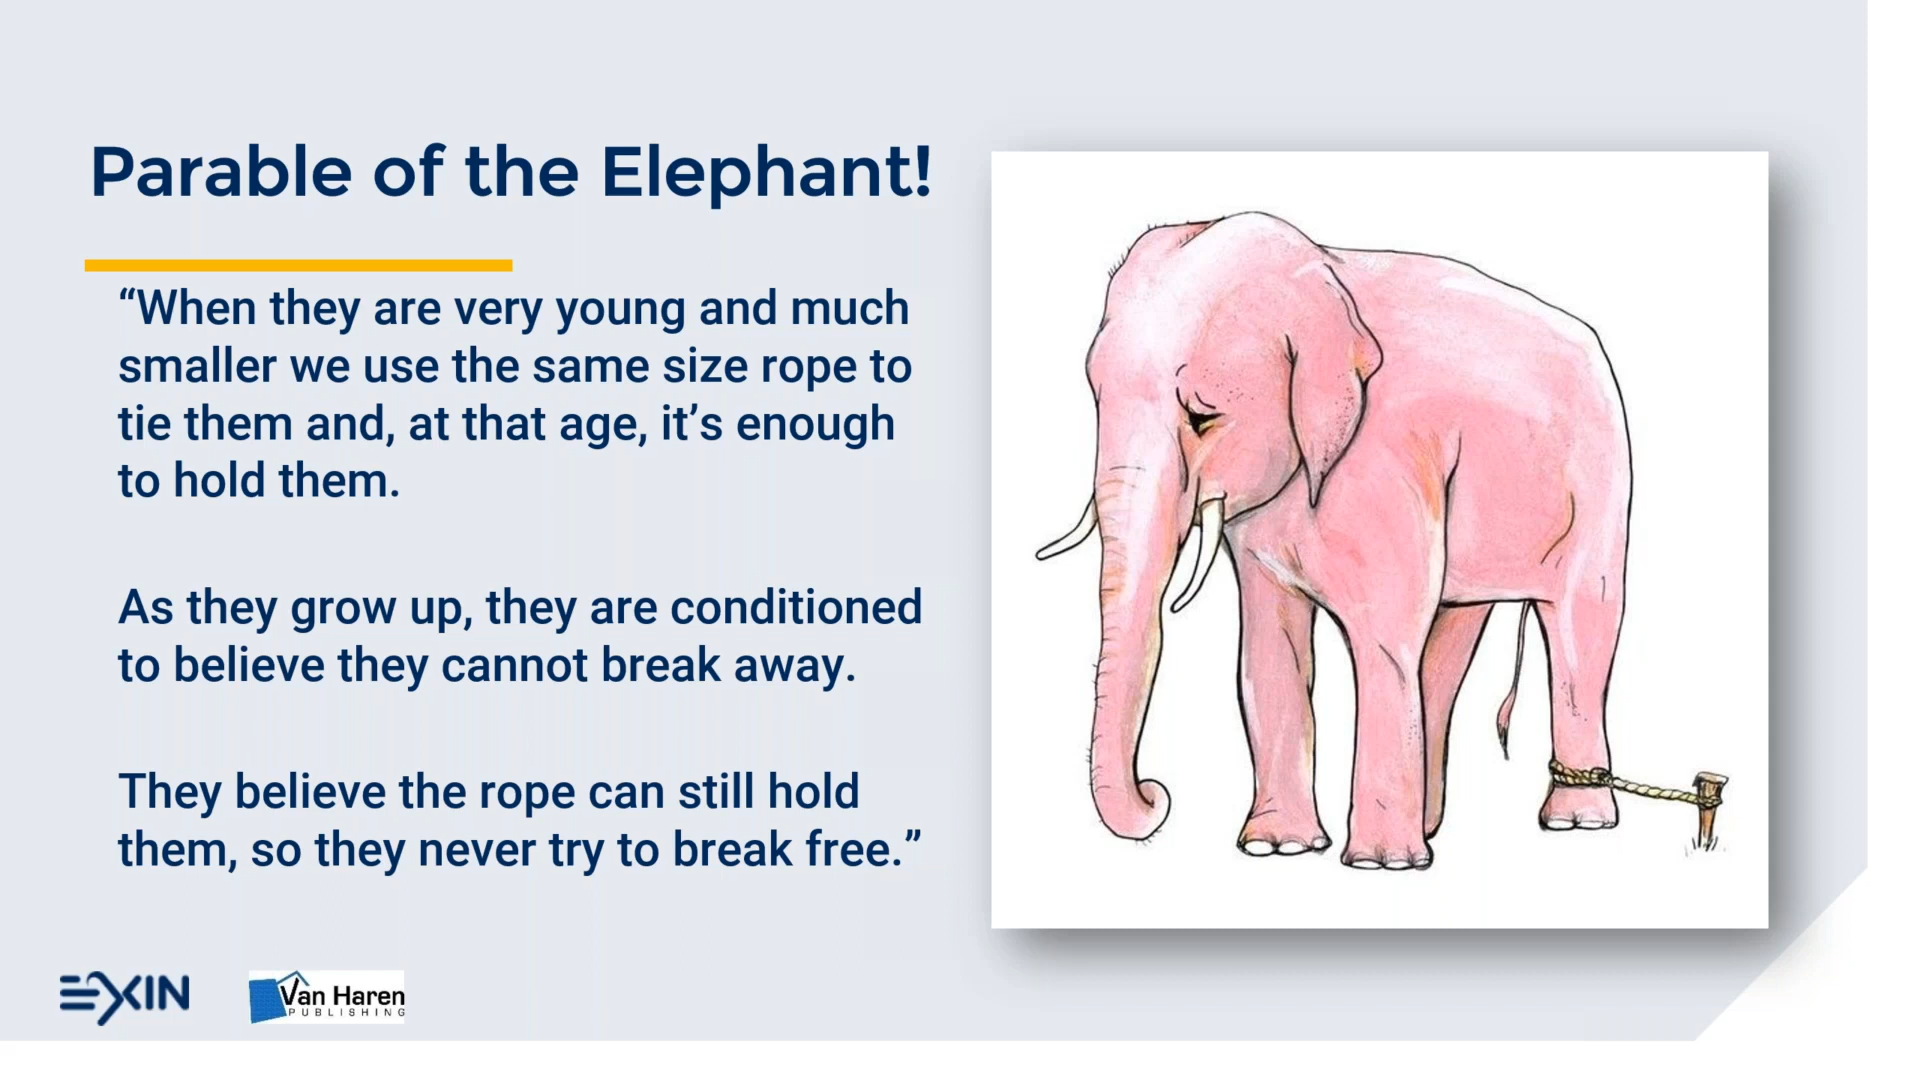 Parable of the Elephant!
“When they are very young and much
smaller we use the same size rope to
tie them and, at that age, it’s enough
to hold them.
As they grow up, they are conditioned
to believe they cannot break away.
They believe the rope can still hold
them, so they never try to break free.”
EXIN
Van Haren
PUBLISHING